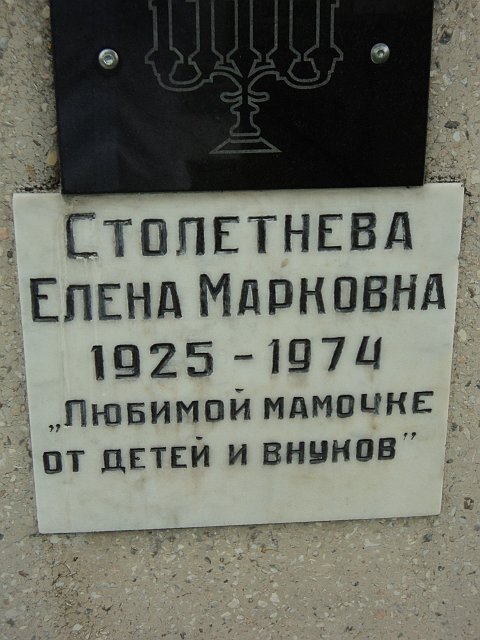 Столетнева
Елена Марковна
1925 - 1974
„Любимой мамочке
от детей и внуков”